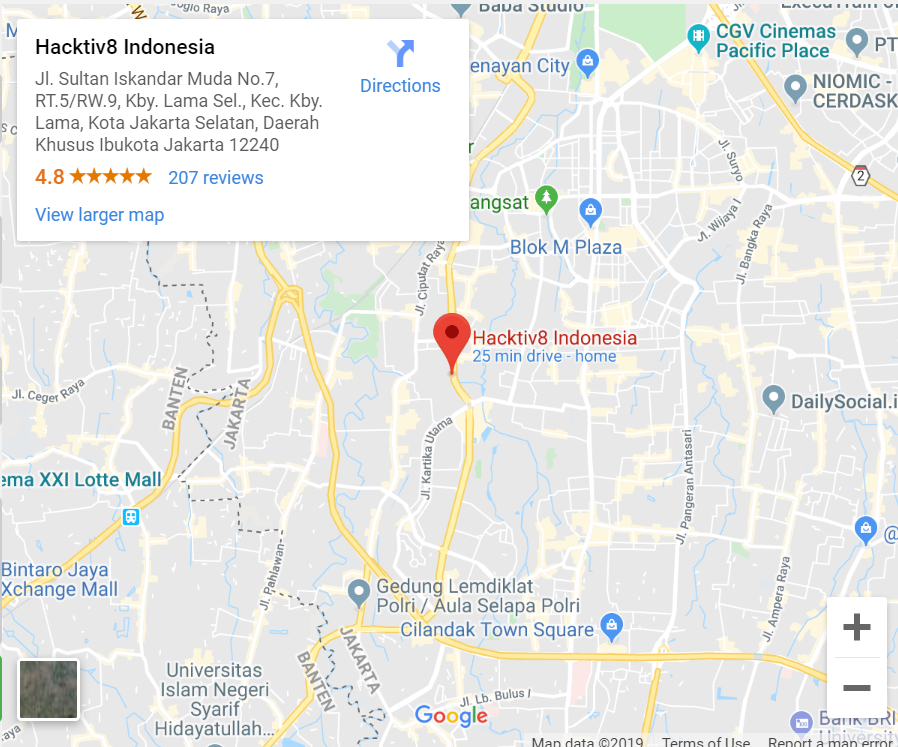 Baba Studio
CGV Cinemas
Pacific Place
NIOMIC -
CERDASK
Hacktiv8 Indonesia
Jl. Sultan Iskandar Muda No.7,
RT.5/RW.9, Kby. Lama Sel., Kec. Kby.
Lama, Kota Jakarta Selatan, Daerah
Khusus Ibukota Jakarta 12240
4.8
207 reviews
View larger map
Directions
enayan City
PT
2
angsat
Blok M Plaza
Jl. Suryo
Jl. Wijaya I
Jl. Bangka Raya
Jl. Ciputat Raya
Hacktiv8 Indonesia
25 min drive - home
Jl. Ceger Raya
BANTEN
JAKARTA
DailySocial.i
Jl. Kartika Utama
Jl. Pangeran Antasari
ema XXI Lotte Mall
@
Bintaro Jaya
Xchange Mall
Jl. Pahlawan
Gedung Lemdiklat
Polri / Aula Selapa Polri
Cilandak Town Square
Jl. Ampera Raya
JAKARTA
BANTEN
Universitas
Islam Negeri
Syarif
Hidayatullah...
Jl. Lb. Bulus I
Google
Bank BRI
University
Map data ©2019
Terms of Use
Report a map error